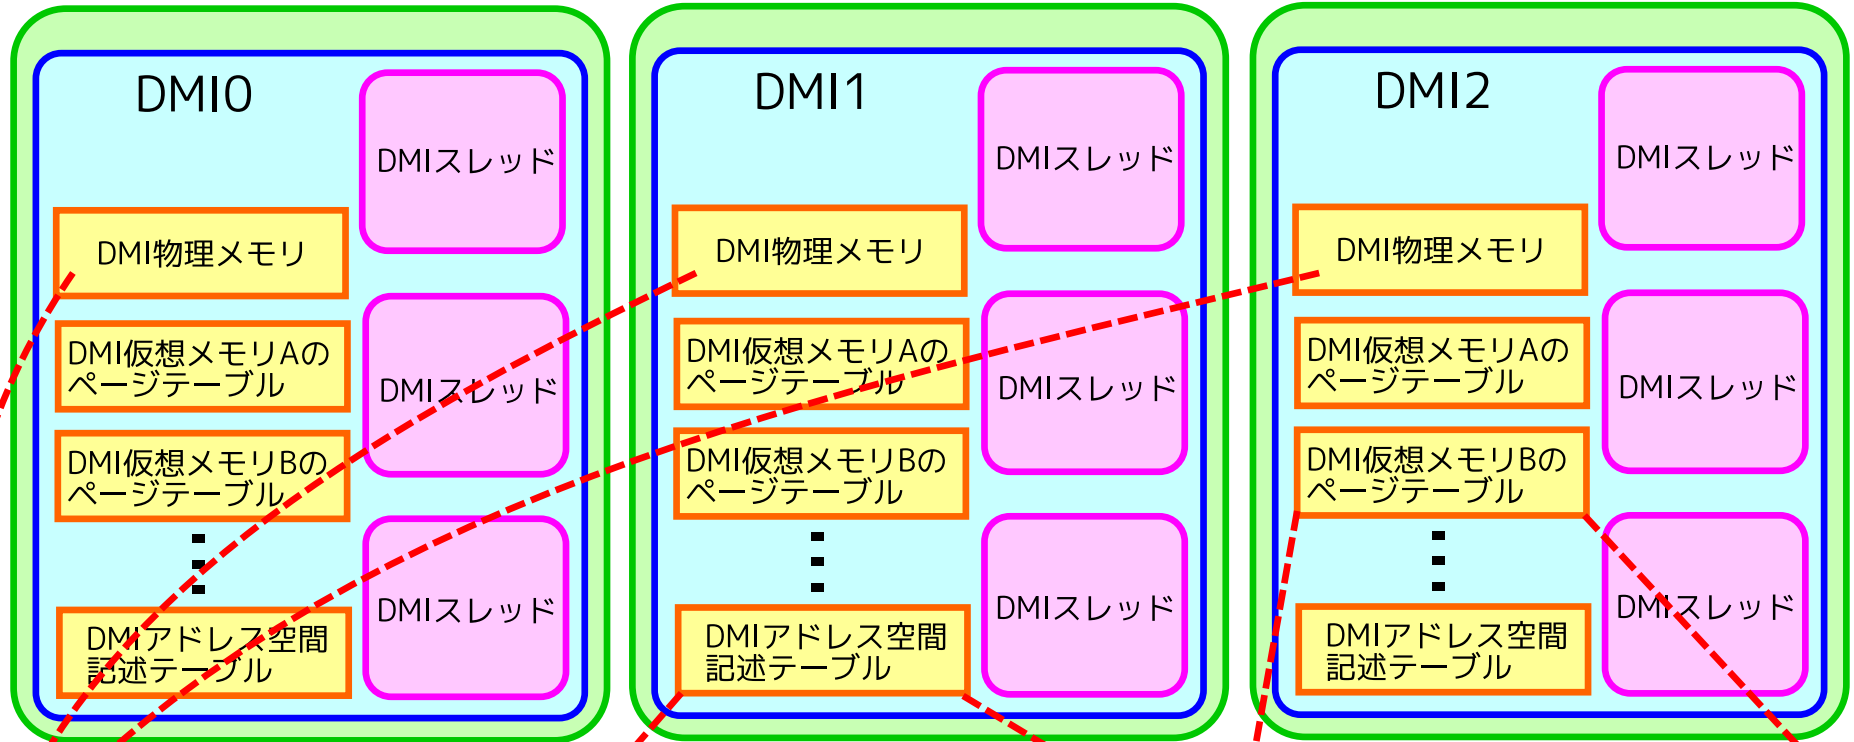 DMI0
DMIスレッド
DMI物理メモリ
DMI仮想メモリAの
ページテーブル
DMIスレッド
DMI仮想メモリBの
ページテーブル
DMIスレッド
DMIアドレス空間
記述テーブル
DMI1
DMIスレッド
DMI物理メモリ
DMI仮想メモリAの
ページテーブル
DMIスレッド
DMI仮想メモリBの
ページテーブル
DMIスレッド
DMIアドレス空間
記述テーブル
DMI2
DMIスレッド
DMI物理メモリ
DMI仮想メモリAの
ページテーブル
DMIスレッド
DMI仮想メモリBの
ページテーブル
DMIスレッド
DMIアドレス空間
記述テーブル